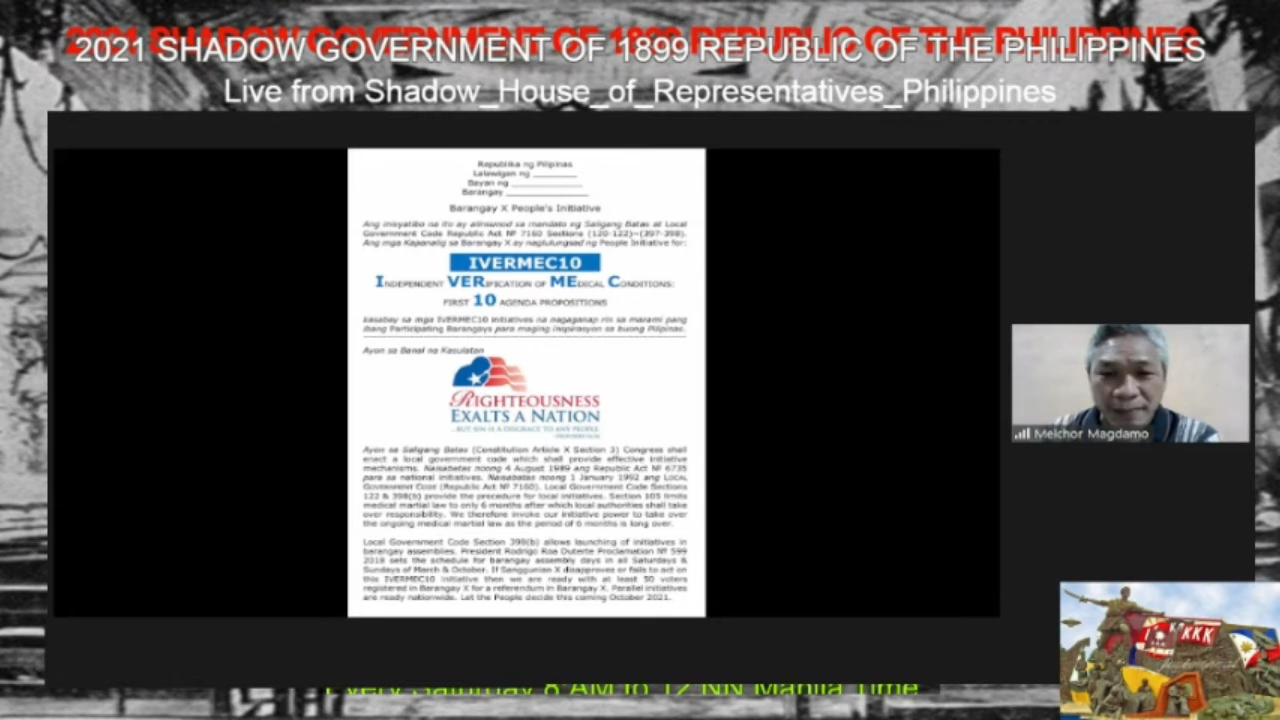 2021 SHADOW GOVERNMENT OF 1899 REPUBLIC OF THE PHILIPPINES
Live from Shadow_House_of_Representatives_Philippines
Republika ng Pilipinas
Lalawigan ng ________
Bayan ng ____________
Barangay ______________
Barangay X People's Initiative
Ang inisyatibo na ito ay alinsunod sa mandato ng Saligang Batas at Local
Government Code Republic Act Nº 7160 Sections (120-122)~(397-398).
Ang mga Kapanalig sa Barangay X ay naglulungsad ng People Initiative for:
IVERMEC10
INDEPENDENT VERIFICATION OF MEDICAL CONDITIONS:
FIRST 10 AGENDA PROPOSITIONS
kasabay sa mga IVERMEC10 initiatives na nagaganap rin sa marami pang
ibang Participating Barangays para maging inspirasyon sa buong Pilipinas.
Ayon sa Banal na Kasulatan
RIGHTEOUSNESS
EXALTS A NATION
...BUT SIN IS A DISGRACE TO ANY PEOPLE
Ayon sa Saligang Batas (Constitution Article X Section 3) Congress shall
enact a local government code which shall provide effective initiative
mechanisms. Naisabatas noong 4 August 1989 ang Republic Act Nº 6735
para sa national initiatives. Naisabatas noong 1 January 1992 ang LOCAL
Government Code (Republic Act Nº 7160). Local Government Code Sections
122 & 398(b) provide the procedure for local initiatives. Section 105 limits
medical martial law to only 6 months after which local authorities shall take
over responsibility. We therefore invoke our initiative power to take over
the ongoing medical martial law as the period of 6 months is long over.
Local Government Code Section 398(b) allows launching of initiatives in
barangay assemblies. President Rodrigo Roa Duterte Proclamation Nº 599
2018 sets the schedule for barangay assembly days in all Saturdays &
Sundays of March & October. If Sanggunian X disapproves or fails to act on
this IVERMEC10 Initiative then we are ready with at least 50 voters
registered in Barangay X for a referendum in Barangay X. Parallel initiatives
are ready nationwide. Let the People decide this coming October 2021.
Melchor Magdamo
KKK
Every Saturday 8 AM to 12 NN Manila Time